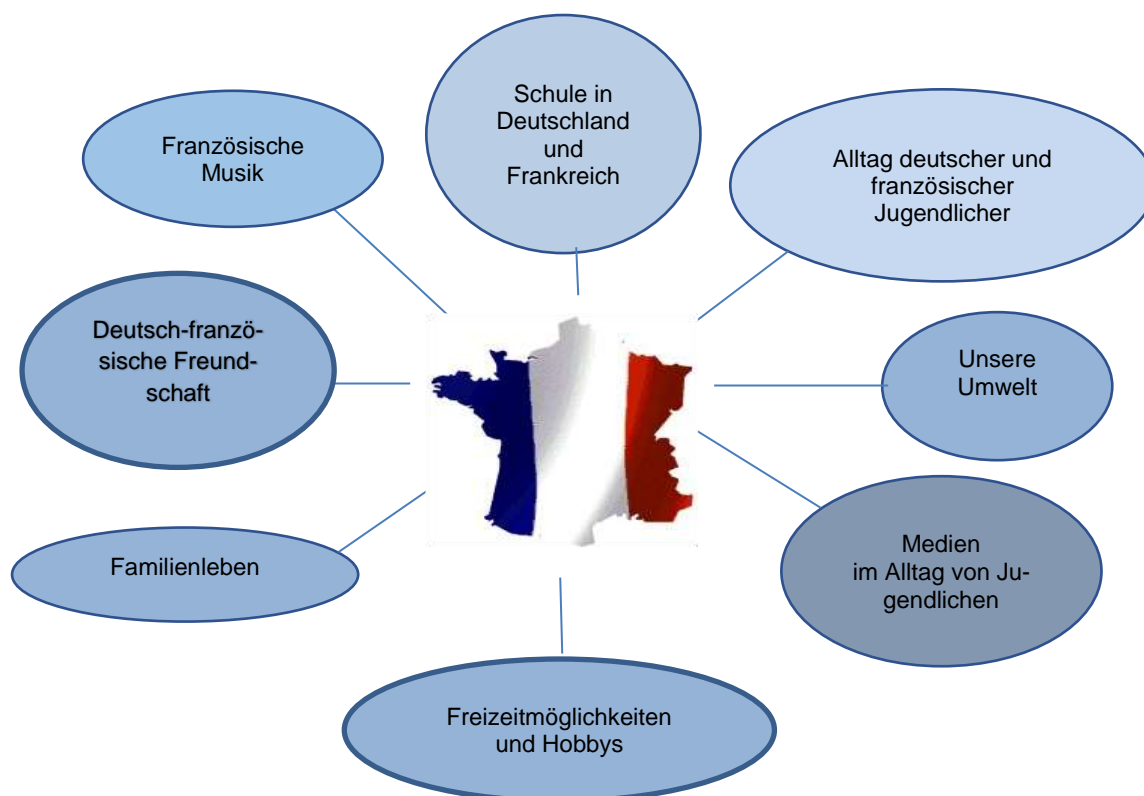 Schule in
Deutschland
und
Frankreich
Französische
Musik
Alltag deutscher und
französischer
Jugendlicher
Deutsch-franzö-
sische Freund-
schaft
Unsere
Umwelt
Familienleben
Medien
im Alltag von Ju-
gendlichen
Freizeitmöglichkeiten
und Hobbys